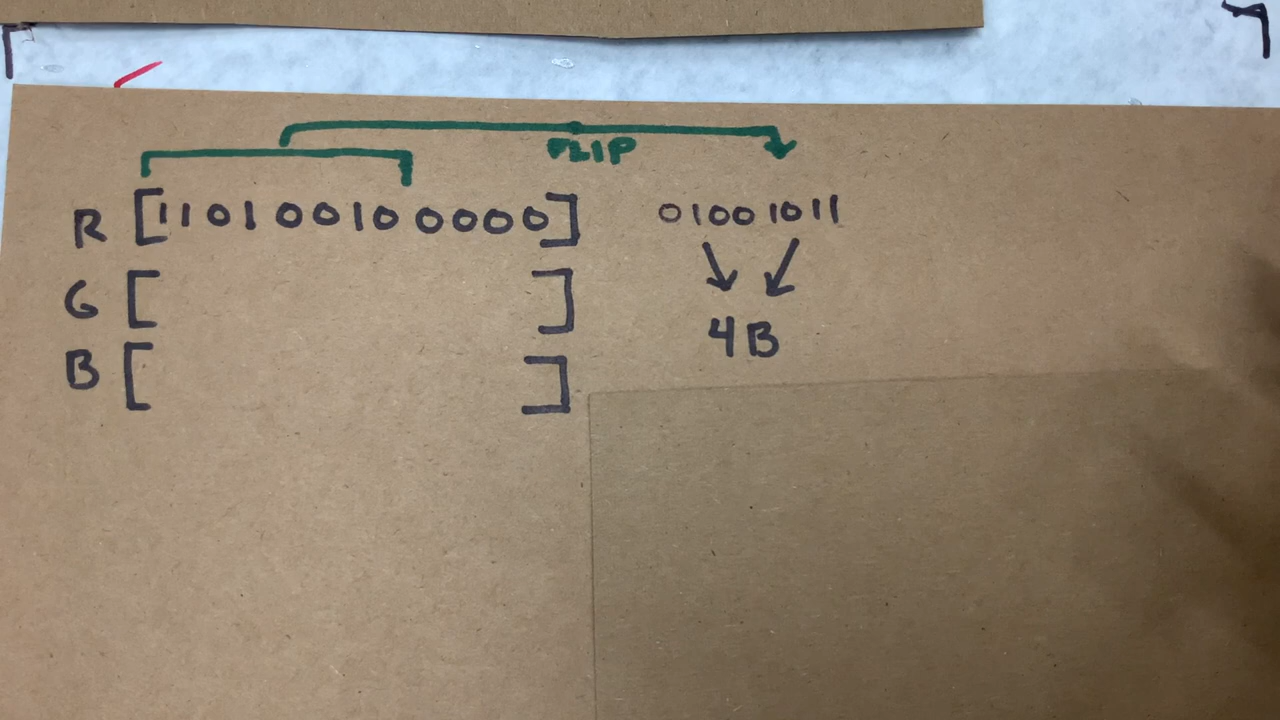 FLIP
R [110100100000] 01001011
G [ ]
B [ ]
4B